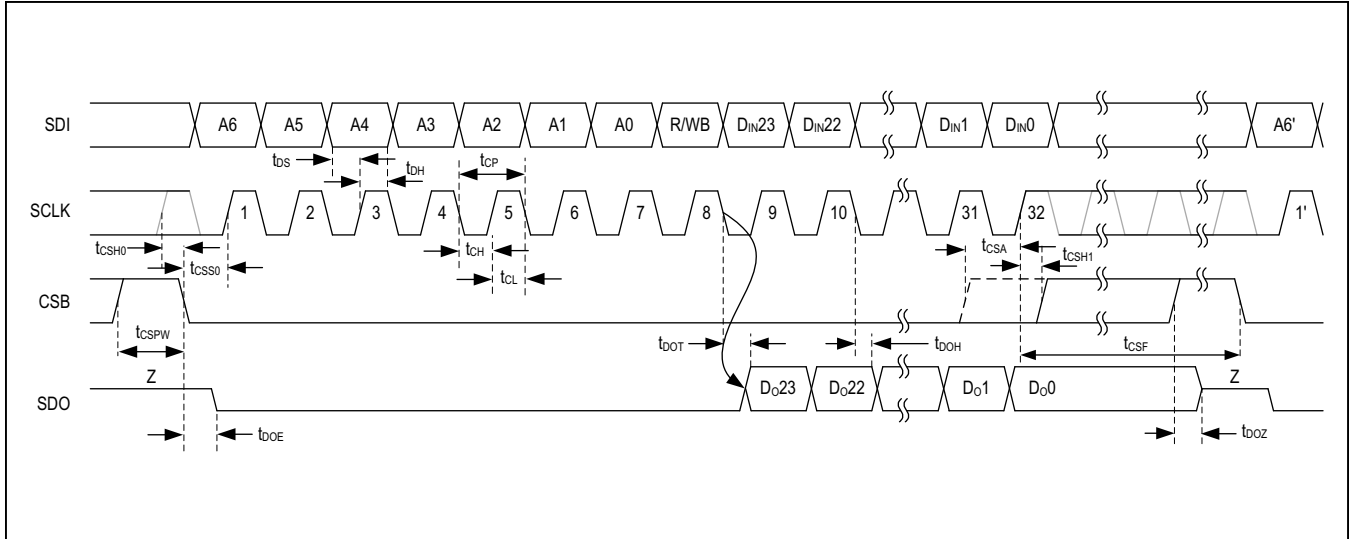 SDI A6 A5 A4 A3 A2 A1 A0 R/WB DIN23 DIN22 DIN1 DIN0 A6'
tDS tDH tCP
SCLK 1 2 3 4 5 6 7 8 9 10 31 32 1'
tCSH0 tCSS0 tCH tCL tCSA tCSH1
CSB
tCSPW tDOT tDOH tCSF
Z Z
SDO DO23 DO22 DO1 DO0
tDOE tDOZ